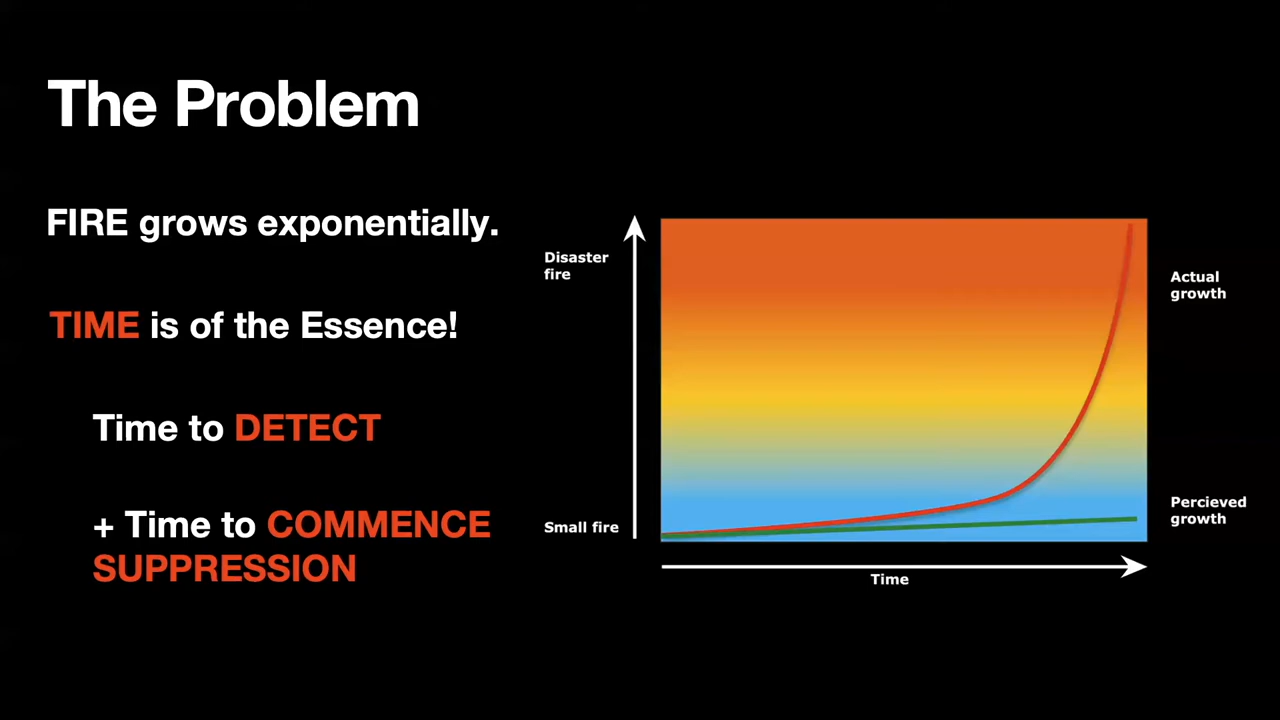 The Problem
FIRE grows exponentially.
TIME is of the Essence!
Time to DETECT
+ Time to COMMENCE
SUPPRESSION
Disaster
fire
Small fire
Time
Actual
growth
Percieved
growth